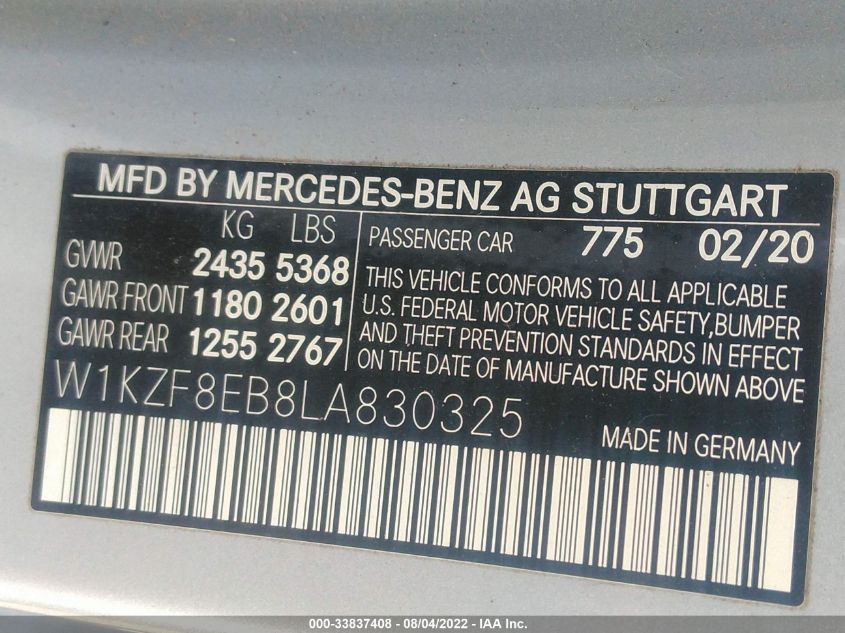 MFD BY MERCEDES-BENZ AG STUTTGART
KG LBS
GVWR 2435 5368
GAWR FRONT 1180 2601
GAWR REAR 1255 2767
PASSENGER CAR 775 02/20
THIS VEHICLE CONFORMS TO ALL APPLICABLE
U.S. FEDERAL MOTOR VEHICLE SAFETY,BUMPER
AND THEFT PREVENTION STANDARDS IN EFFECT
ON THE DATE OF MANUFACTURE SHOWN ABOVE
W1KZF8EB8LA830325
MADE IN GERMANY
000-33837408 - 08/04/2022 - IAA Inc.